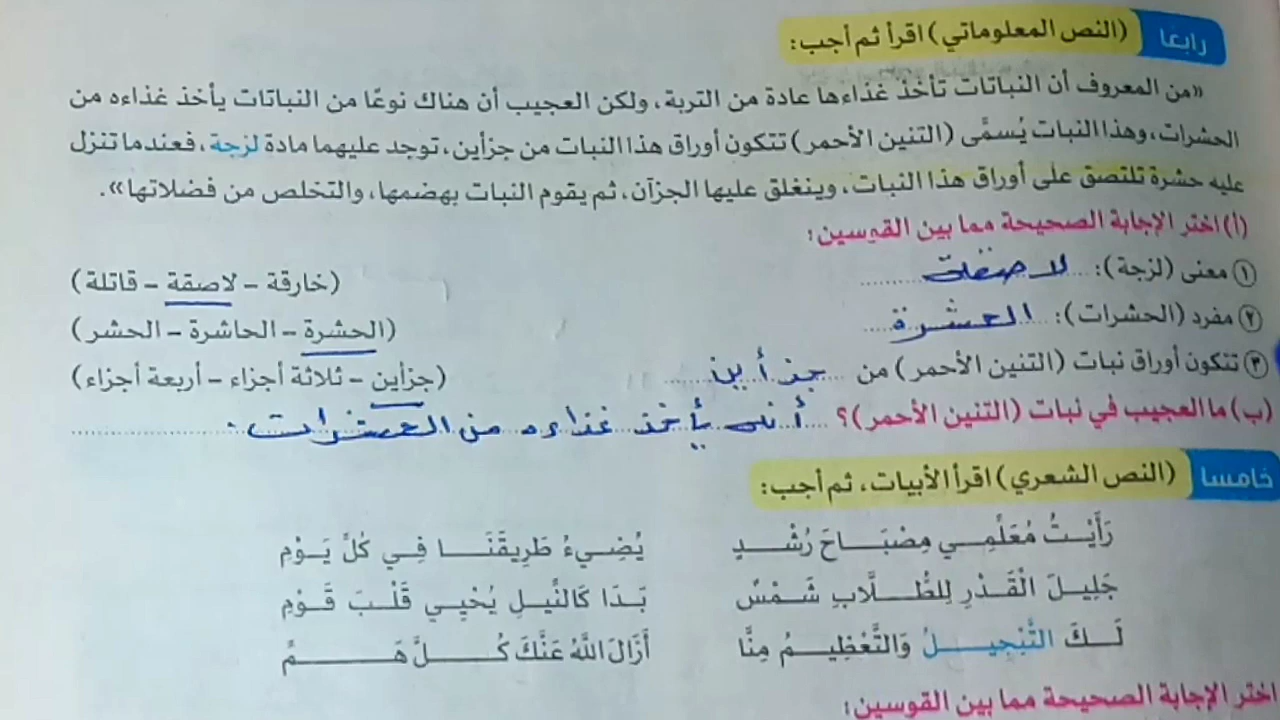 رابعًا (النص المعلوماتي) اقرأ ثم أجب:
«من المعروف أن النباتات تأخذ غذاءها عادة من التربة، ولكن العجيب أن هناك نوعًا من النباتات يأخذ غذاءه من
الحشرات، وهذا النبات يُسمَّى (التنين الأحمر) تتكون أوراق هذا النبات من جزأين، توجد عليهما مادة لزجة، فعندما تنزل
عليه حشرة تلتصق على أوراق هذا النبات، وينغلق عليها الجزآن، ثم يقوم النبات بهضمها، والتخلص من فضلاتها».
(أ) اختر الإجابة الصحيحة مما بين القوسين:
١ معنى (لزجة): لاصقة (خارقة - لاصقة - قاتلة)
٢ مفرد (الحشرات): الحشرة (الحشرة - الحاشرة - الحشر)
٣ تتكون أوراق نبات (التنين الأحمر) من جزأين (جزأين - ثلاثة أجزاء - أربعة أجزاء)
(ب) ما العجيب في نبات (التنين الأحمر)؟ أنه يأخذ غذاءه من الحشرات.
خامسا (النص الشعري) اقرأ الأبيات، ثم أجب:
رَأَيْتُ مُعَلِّمِي مِصْبَاحَ رُشْدٍ يُضِيءُ طَرِيقَنَا فِي كُلِّ يَوْمِ
جَلِيلَ الْقَدْرِ لِلطُّلَّابِ شَمْسٌ بَدَا كَالنِّيلِ يُحْيِي قَلْبَ قَوْمِ
لَكَ التَّبْجِيلُ وَالتَّعْظِيمُ مِنَّا أَزَالَ اللَّهُ عَنْكَ كُلَّ هَمٍّ
اختر الإجابة الصحيحة مما بين القوسين: